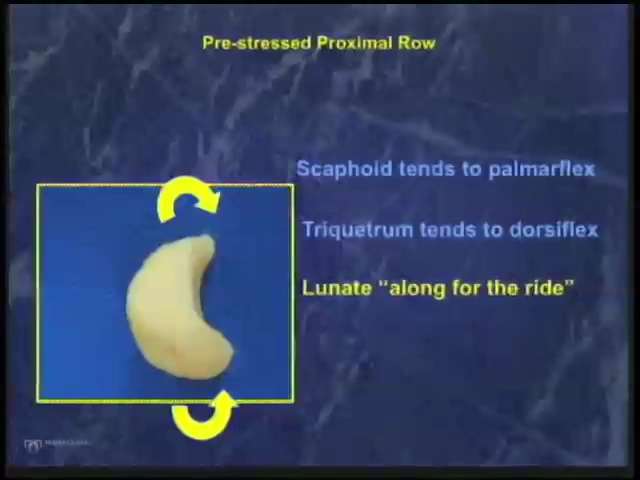 Pre-stressed Proximal Row
Scaphoid tends to palmarflex
Triquetrum tends to dorsiflex
Lunate “along for the ride”